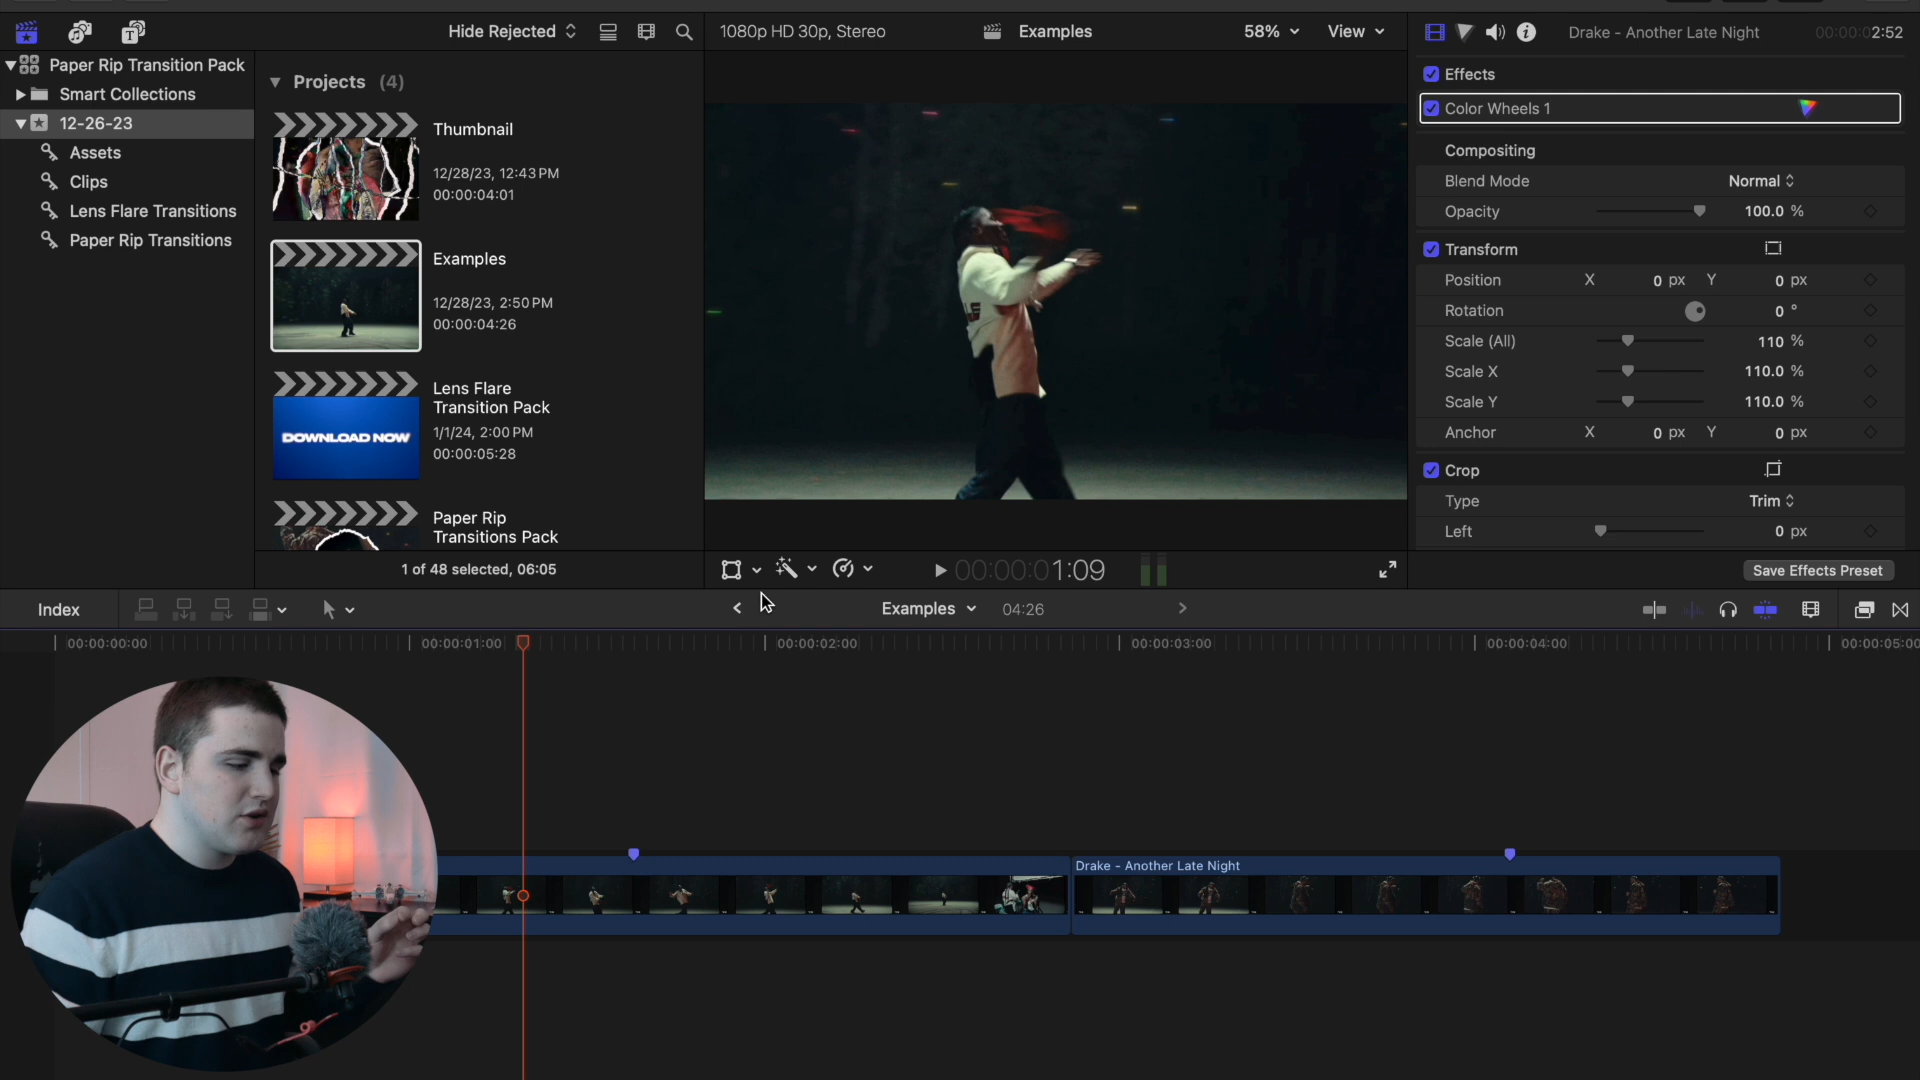 Hide Rejected
1080p HD 30p, Stereo
Examples
58%
View
Drake - Another Late Night
00:00:02:52
Paper Rip Transition Pack
Smart Collections
12-26-23
Assets
Clips
Lens Flare Transitions
Paper Rip Transitions
Projects (4)
Thumbnail
12/28/23, 12:43 PM
00:00:04:01
Examples
12/28/23, 2:50 PM
00:00:04:26
DOWNLOAD NOW
Lens Flare
Transition Pack
1/1/24, 2:00 PM
00:00:05:28
Paper Rip
Transitions Pack
1 of 48 selected, 06:05
00:00:01:09
Effects
Color Wheels 1
Compositing
Blend Mode Normal
Opacity 100.0 %
Transform
Position X 0 px Y 0 px
Rotation 0 °
Scale (All) 110 %
Scale X 110.0 %
Scale Y 110.0 %
Anchor X 0 px Y 0 px
Crop
Type Trim
Left 0 px
Save Effects Preset
Index
Examples
04:26
00:00:00:00
00:00:01:00
00:00:02:00
00:00:03:00
00:00:04:00
00:00:05:00
Drake - Another Late Night